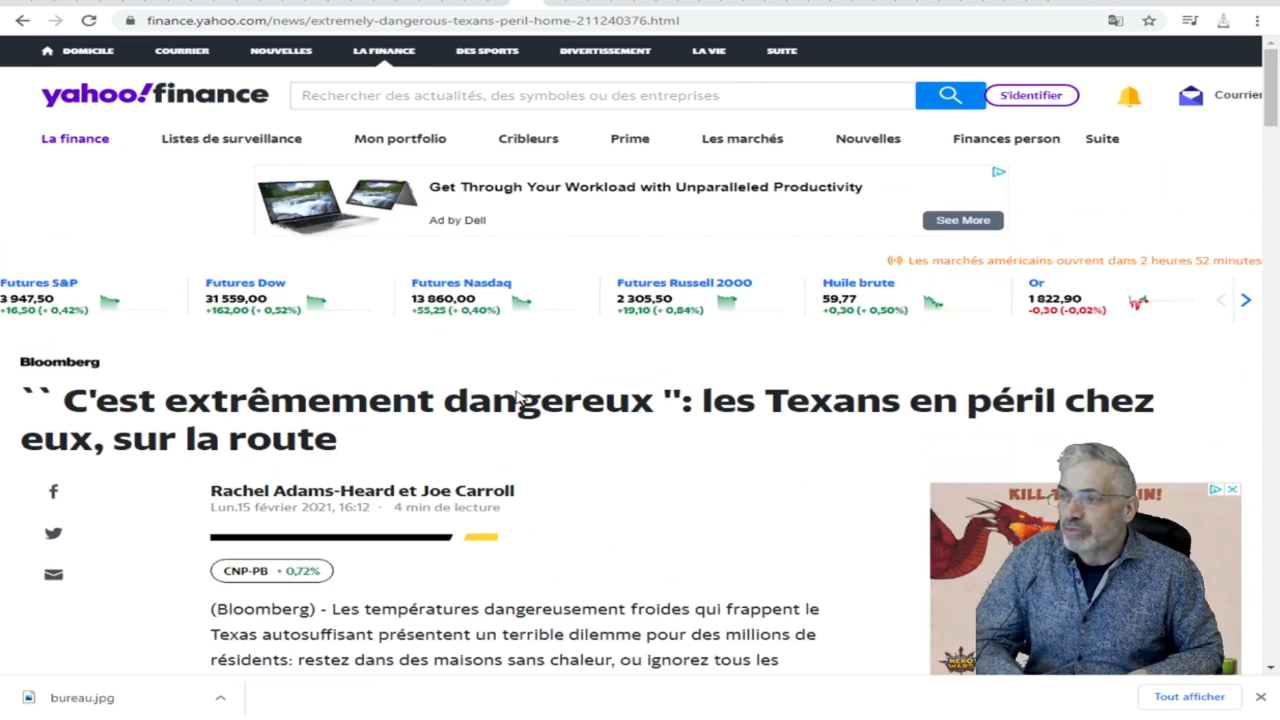 finance.yahoo.com/news/extremely-dangerous-texans-peril-home-211240376.html
DOMICILE COURRIER NOUVELLES LA FINANCE DES SPORTS DIVERTISSEMENT LA VIE SUITE
yahoo!finance Rechercher des actualités, des symboles ou des entreprises S'identifier Courrier
La finance Listes de surveillance Mon portfolio Cribleurs Prime Les marchés Nouvelles Finances person Suite
Get Through Your Workload with Unparalleled Productivity
Ad by Dell See More
Les marchés américains ouvrent dans 2 heures 52 minutes
Futures S&P Futures Dow Futures Nasdaq Futures Russell 2000 Huile brute Or
3 947,50 31 559,00 13 860,00 2 305,50 59,77 1 822,90
+16,50 (+ 0,42%) +162,00 (+ 0,52%) +55,25 (+ 0,40%) +19,10 (+ 0,84%) +0,30 (+ 0,50%) -0,30 (-0,02%)
Bloomberg
`` C'est extrêmement dangereux '': les Texans en péril chez
eux, sur la route
Rachel Adams-Heard et Joe Carroll
Lun.15 février 2021, 16:12 · 4 min de lecture
CNP-PB + 0,72%
(Bloomberg) - Les températures dangereusement froides qui frappent le
Texas autosuffisant présentent un terrible dilemme pour des millions de
résidents: restez dans des maisons sans chaleur, ou ignorez tous les
KILL
HERO
WARS
bureau.jpg Tout afficher